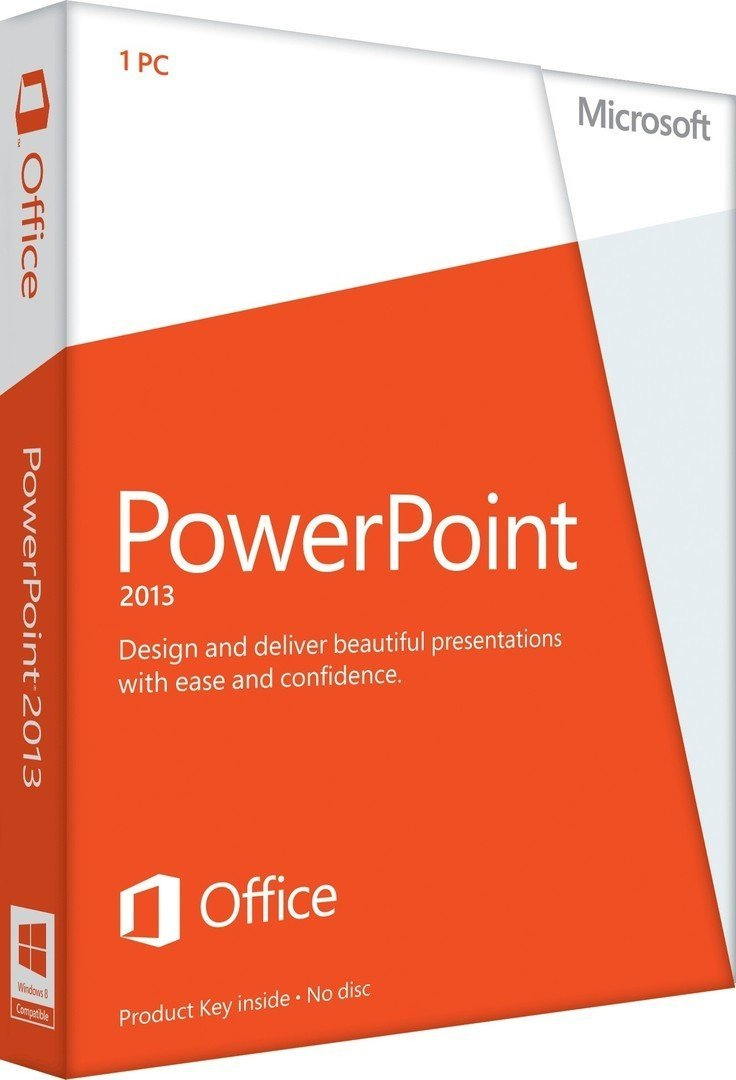 1 PC
Microsoft
PowerPoint
2013
Design and deliver beautiful presentations
with ease and confidence.
Office
Product Key inside • No disc
Office™
PowerPoint® 2013
Windows 8
Compatible